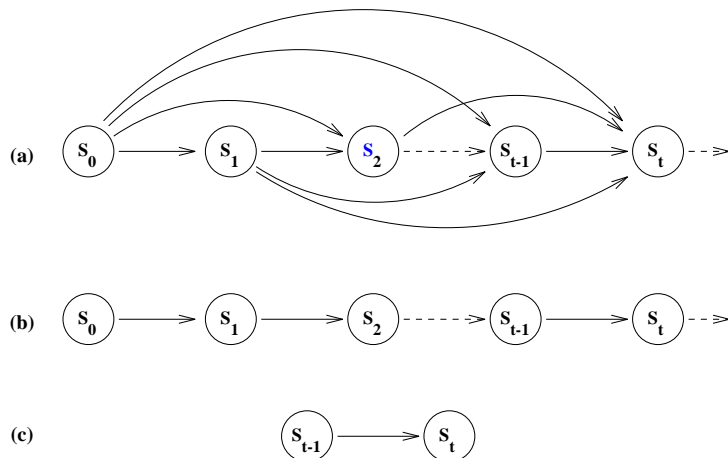 (a) S₀ S₁ S₂ Sₜ₋₁ Sₜ
(b) S₀ S₁ S₂ Sₜ₋₁ Sₜ
(c) Sₜ₋₁ Sₜ